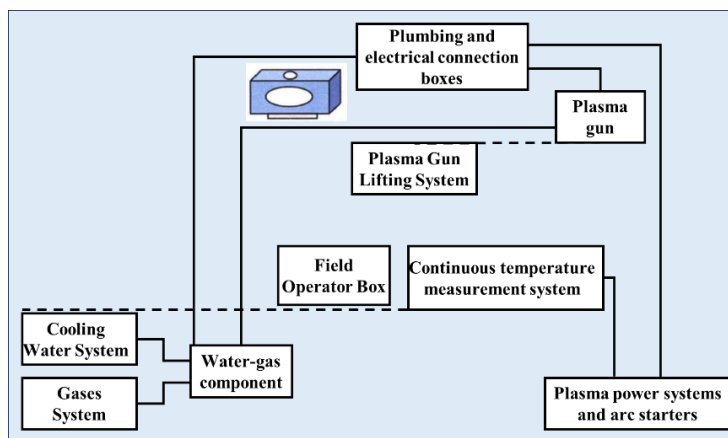 Plumbing and
electrical connection
boxes
Plasma
gun
Plasma Gun
Lifting System
Field
Operator Box
Continuous temperature
measurement system
Cooling
Water System
Water-gas
component
Gases
System
Plasma power systems
and arc starters